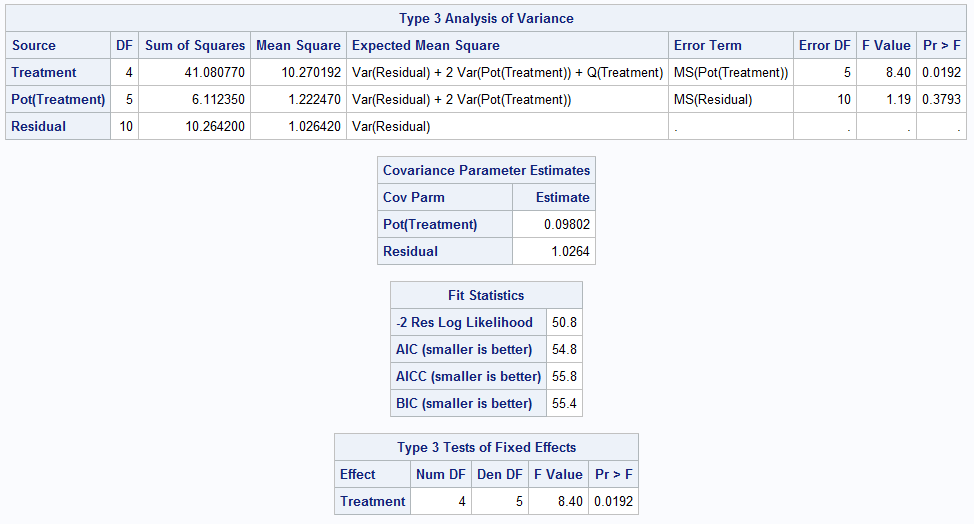 Type 3 Analysis of Variance
Source DF Sum of Squares Mean Square Expected Mean Square Error Term Error DF F Value Pr > F
Treatment 4 41.080770 10.270192 Var(Residual) + 2 Var(Pot(Treatment)) + Q(Treatment) MS(Pot(Treatment)) 5 8.40 0.0192
Pot(Treatment) 5 6.112350 1.222470 Var(Residual) + 2 Var(Pot(Treatment)) MS(Residual) 10 1.19 0.3793
Residual 10 10.264200 1.026420 Var(Residual) . . . .
Covariance Parameter Estimates
Cov Parm Estimate
Pot(Treatment) 0.09802
Residual 1.0264
Fit Statistics
-2 Res Log Likelihood 50.8
AIC (smaller is better) 54.8
AICC (smaller is better) 55.8
BIC (smaller is better) 55.4
Type 3 Tests of Fixed Effects
Effect Num DF Den DF F Value Pr > F
Treatment 4 5 8.40 0.0192